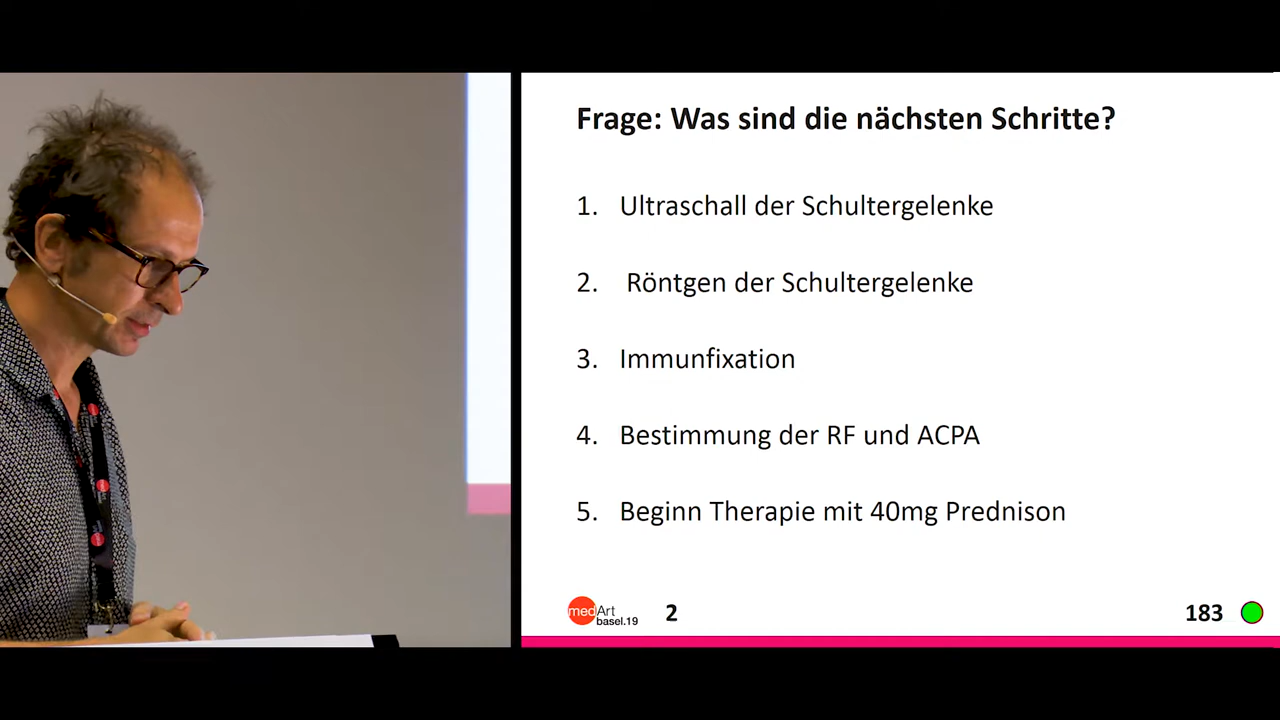 Frage: Was sind die nächsten Schritte?
1. Ultraschall der Schultergelenke
2. Röntgen der Schultergelenke
3. Immunfixation
4. Bestimmung der RF und ACPA
5. Beginn Therapie mit 40mg Prednison
medArt
basel.19
2
183